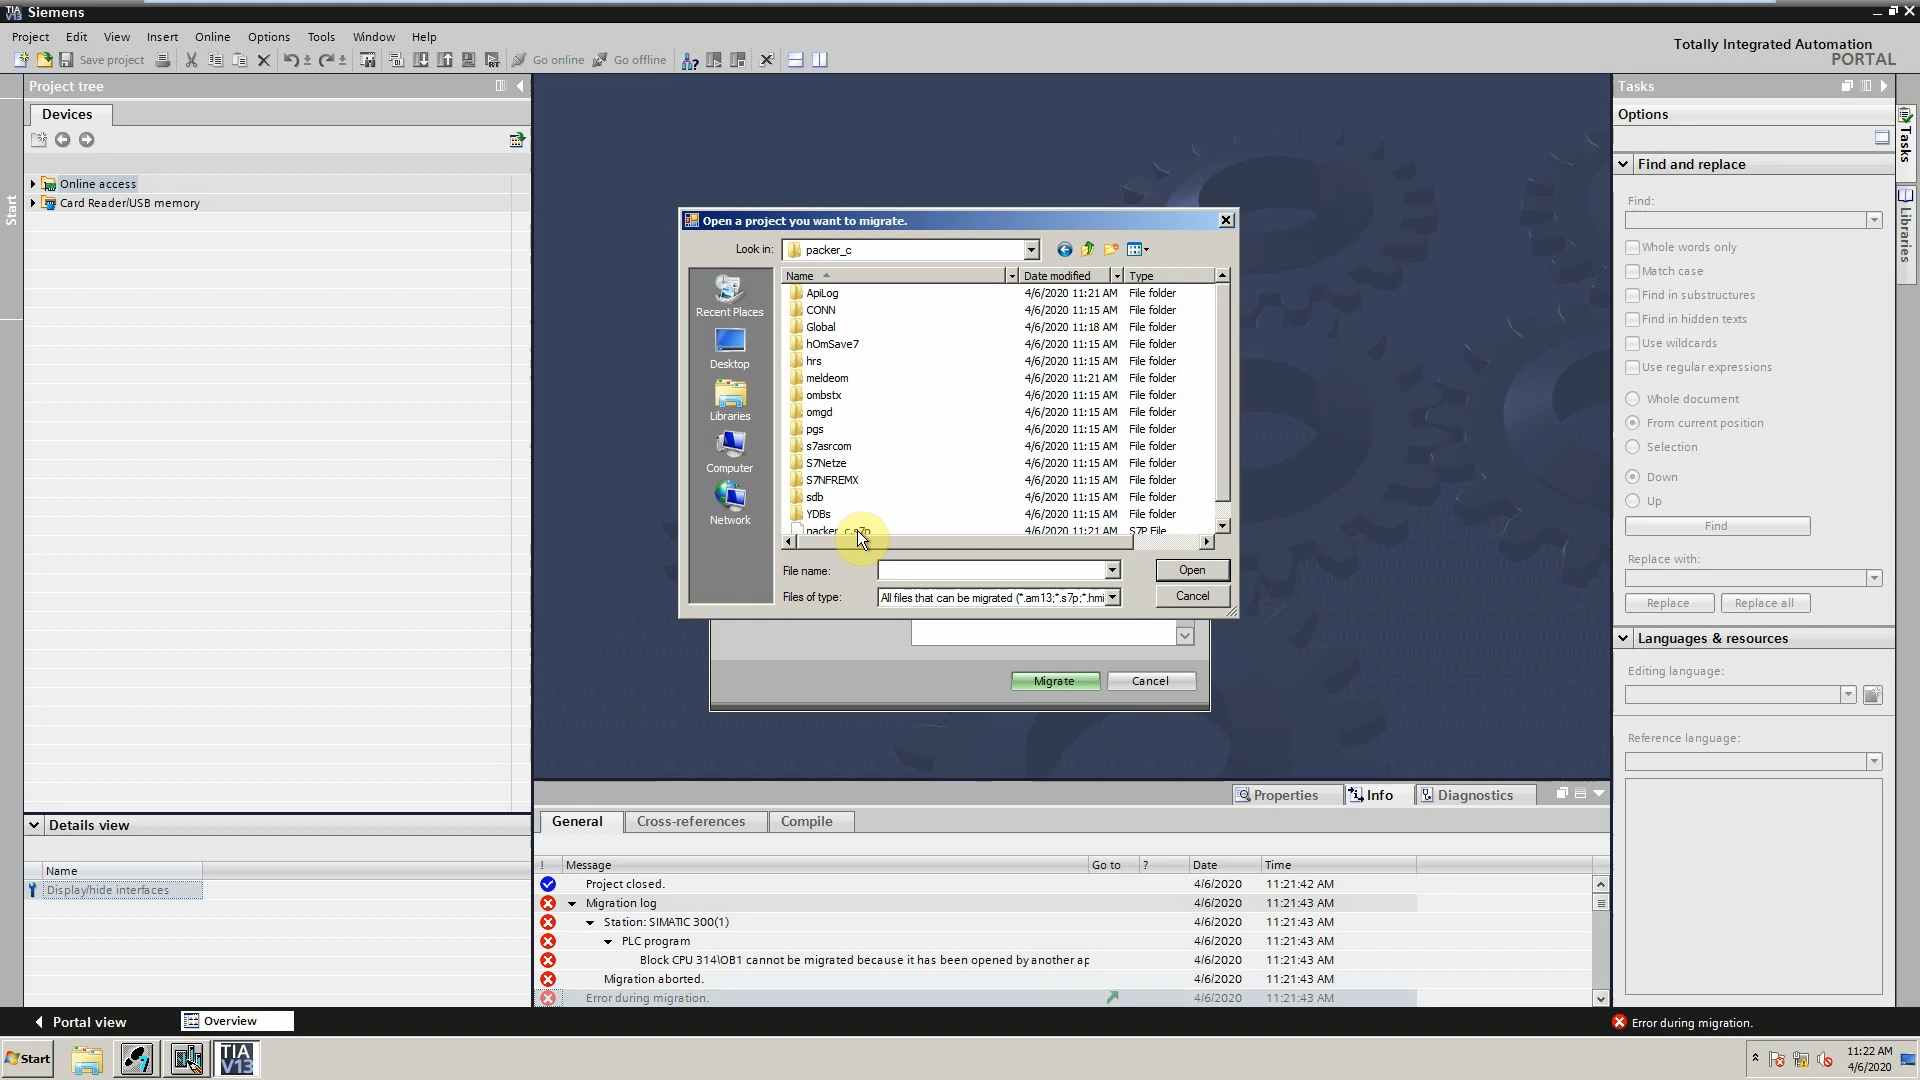 Siemens
Project Edit View Insert Online Options Tools Window Help
Save project Go online Go offline
Totally Integrated Automation
PORTAL
Start
Project tree
Devices
Online access
Card Reader/USB memory
Details view
Name
Display/hide interfaces
Open a project you want to migrate.
Look in: packer_c
Recent Places
Desktop
Libraries
Computer
Network
Name Date modified Type
ApiLog 4/6/2020 11:21 AM File folder
CONN 4/6/2020 11:15 AM File folder
Global 4/6/2020 11:18 AM File folder
hOmSave7 4/6/2020 11:15 AM File folder
hrs 4/6/2020 11:15 AM File folder
meldeom 4/6/2020 11:21 AM File folder
ombstx 4/6/2020 11:15 AM File folder
omgd 4/6/2020 11:15 AM File folder
pgs 4/6/2020 11:15 AM File folder
s7asrcom 4/6/2020 11:15 AM File folder
S7Netze 4/6/2020 11:15 AM File folder
S7NFREMX 4/6/2020 11:15 AM File folder
sdb 4/6/2020 11:15 AM File folder
YDBs 4/6/2020 11:15 AM File folder
packer_c.s7p 4/6/2020 11:21 AM S7P File
File name: Open
Files of type: All files that can be migrated (*.am13;*.s7p;*.hmi Cancel
Migrate Cancel
Properties Info Diagnostics
General Cross-references Compile
! Message Go to ? Date Time
Project closed. 4/6/2020 11:21:42 AM
Migration log 4/6/2020 11:21:43 AM
Station: SIMATIC 300(1) 4/6/2020 11:21:43 AM
PLC program 4/6/2020 11:21:43 AM
Block CPU 314\OB1 cannot be migrated because it has been opened by another ap 4/6/2020 11:21:43 AM
Migration aborted. 4/6/2020 11:21:43 AM
Error during migration. 4/6/2020 11:21:43 AM
Tasks
Options
Find and replace
Find:
Whole words only
Match case
Find in substructures
Find in hidden texts
Use wildcards
Use regular expressions
Whole document
From current position
Selection
Down
Up
Find
Replace with:
Replace Replace all
Languages & resources
Editing language:
Reference language:
Tasks
Libraries
Portal view Overview Error during migration.
Start TIA V13 11:22 AM
4/6/2020